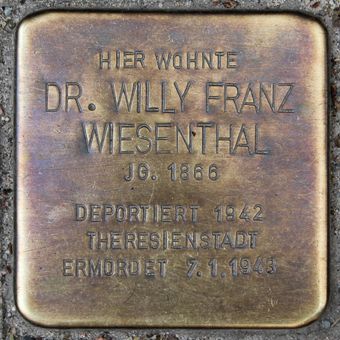 HIER WOHNTE
DR. WILLY FRANZ
WIESENTHAL
JG. 1866
DEPORTIERT 1942
THERESIENSTADT
ERMORDET 7.1.1943